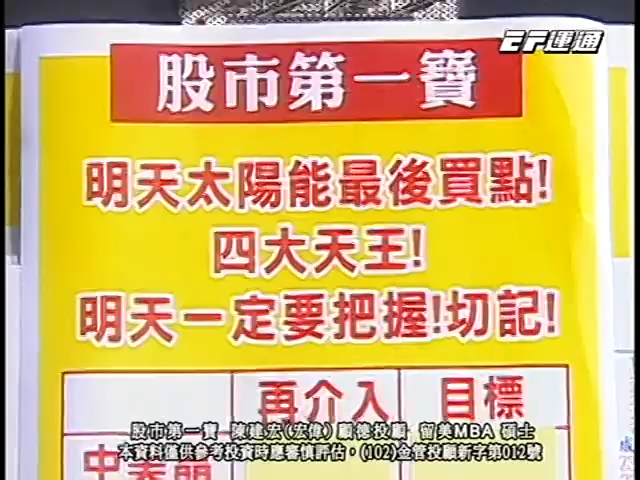 EF運通
股市第一寶
明天太陽能最後買點!
四大天王!
明天一定要把握!切記!
再介入 目標
股市第一寶 陳建宏(宏偉) 顧德投顧 留美MBA 碩士
本資料僅供參考投資時應審慎評估，(102)金管投顧新字第012號